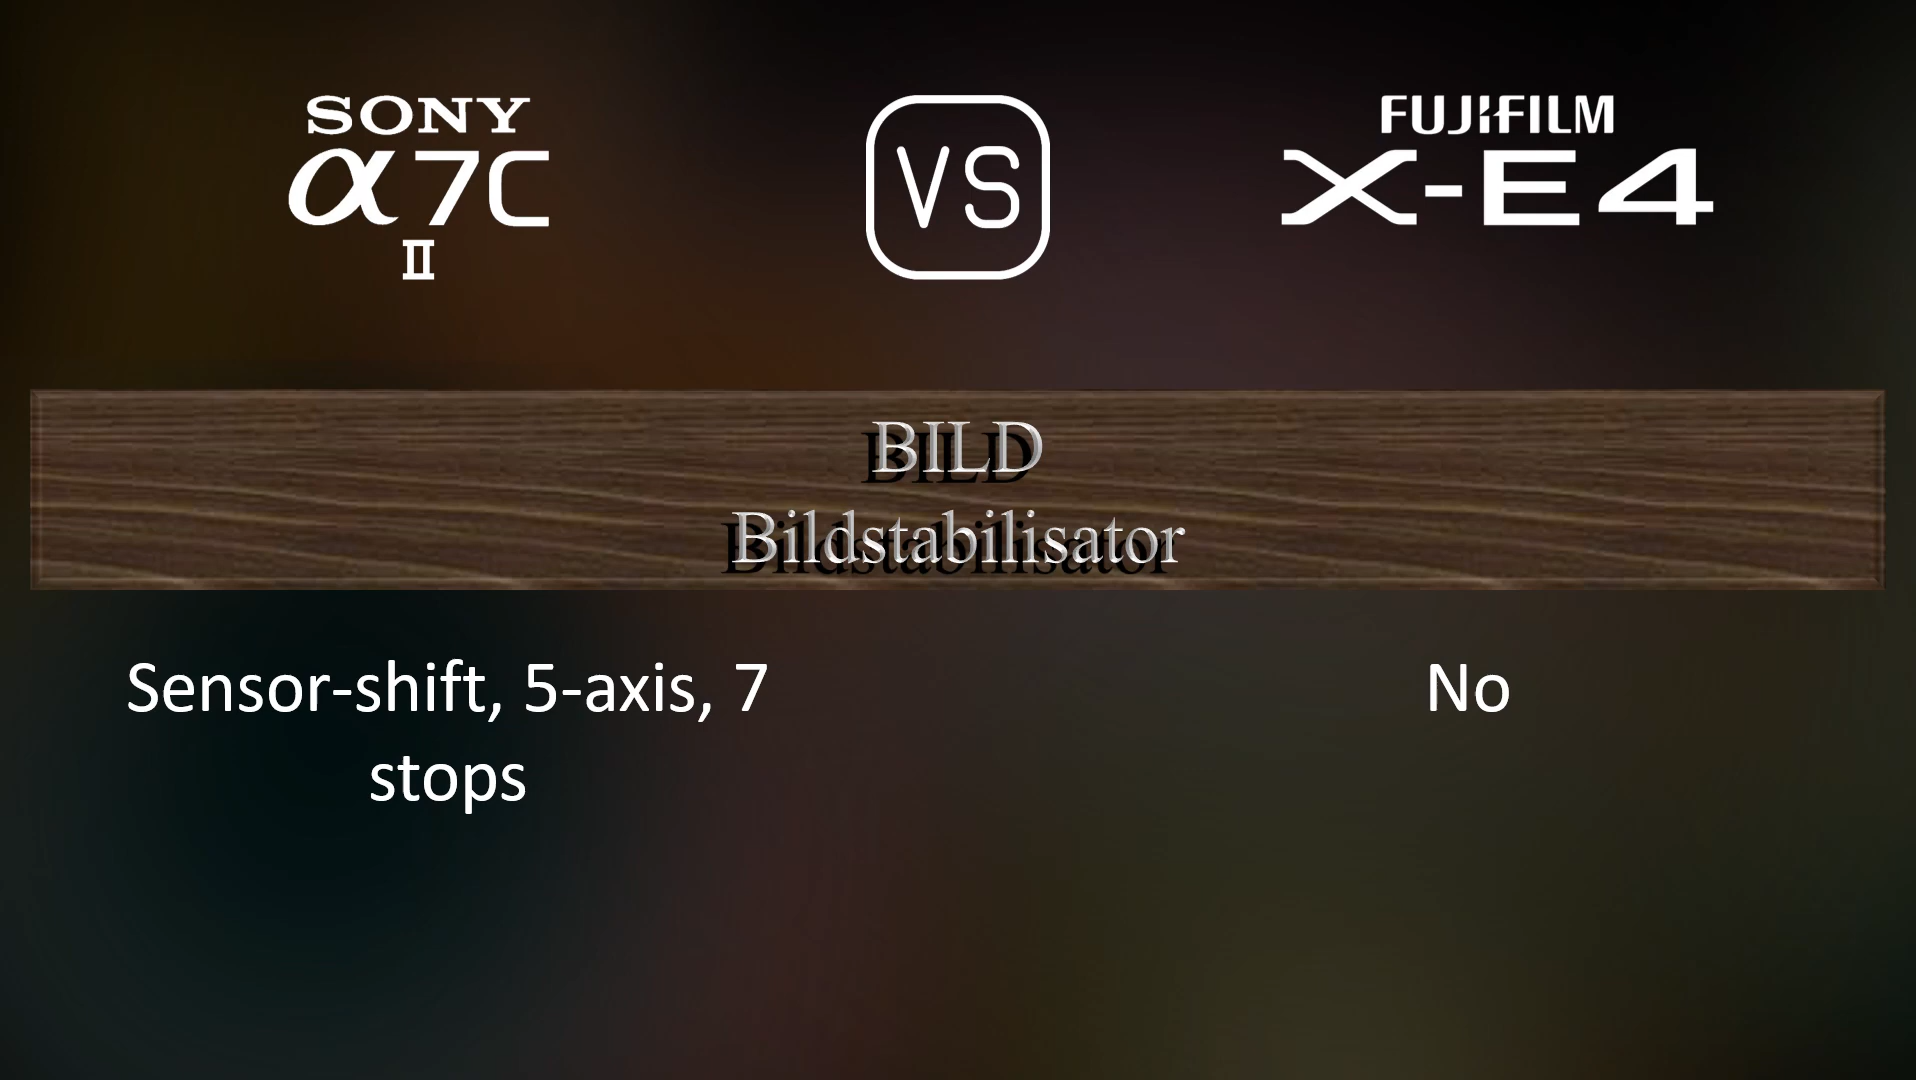 SONY
α7C
II
VS
FUJIFILM
X-E4
BILD
Bildstabilisator
Sensor-shift, 5-axis, 7
stops
No